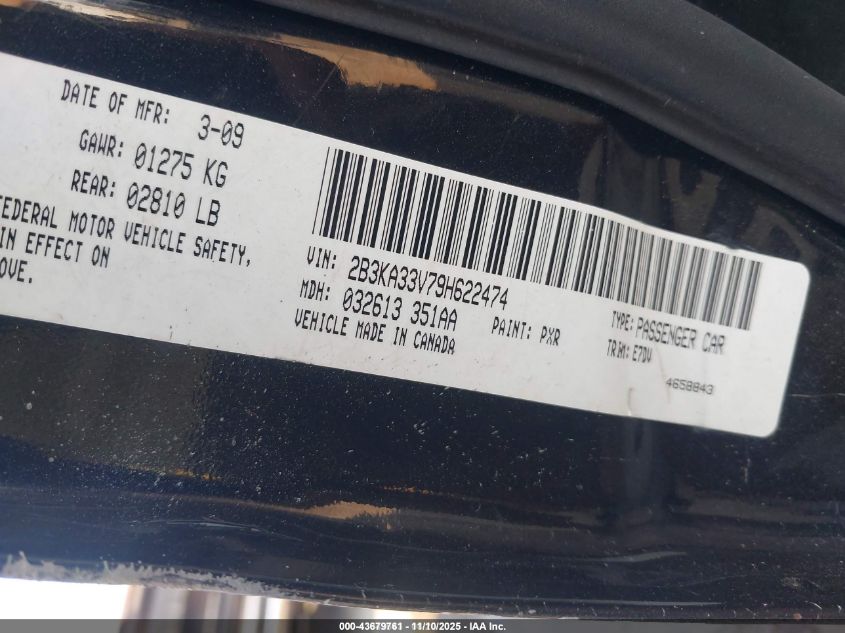 DATE OF MFR: 3-09
GAWR: 01275 KG
REAR: 02810 LB
FEDERAL MOTOR VEHICLE SAFETY,
IN EFFECT ON
OVE.
VIN: 2B3KA33V79H622474
MDH: 032613 351AA
VEHICLE MADE IN CANADA
PAINT: PXR
TYPE: PASSENGER CAR
TRIM: E7DV
4658843
000-43679761 - 11/10/2025 - IAA Inc.